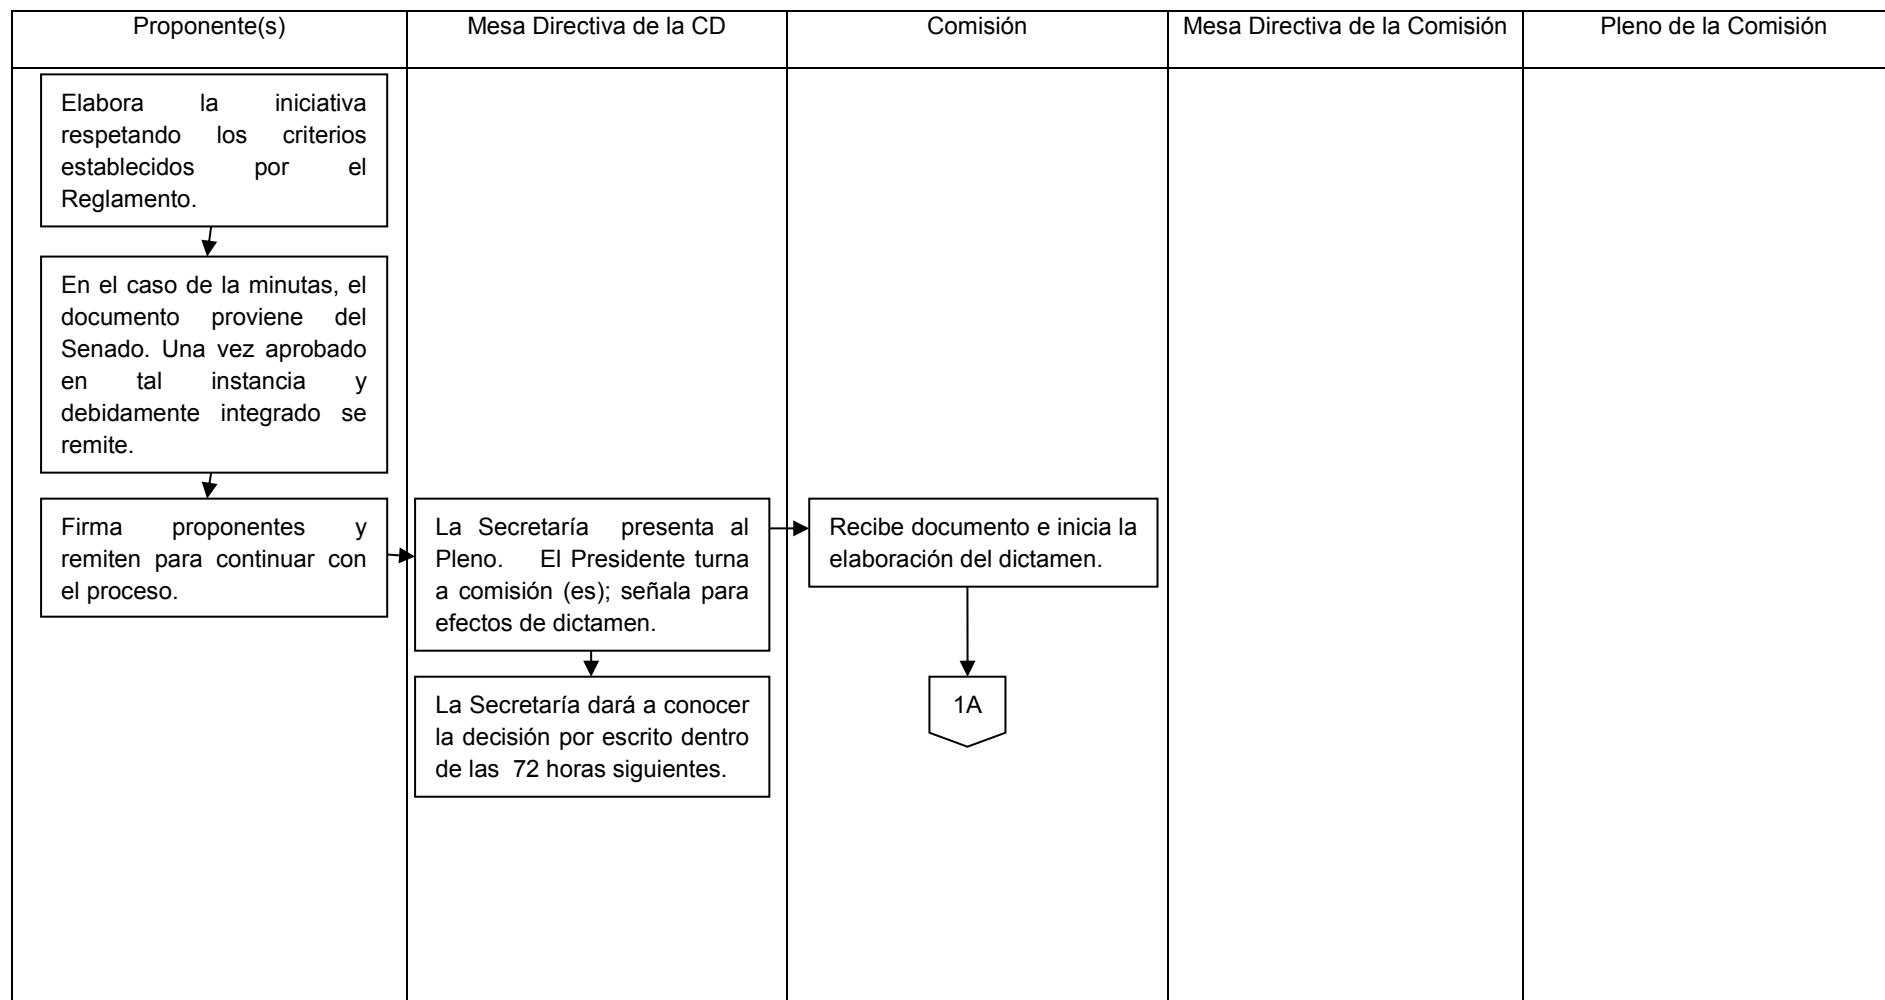 Proponente(s)
Mesa Directiva de la CD
Comisión
Mesa Directiva de la Comisión
Pleno de la Comisión
Elabora la iniciativa
respetando los criterios
establecidos por el
Reglamento.
En el caso de la minutas, el
documento proviene del
Senado. Una vez aprobado
en tal instancia y
debidamente integrado se
remite.
Firma proponentes y
remiten para continuar con
el proceso.
La Secretaría presenta al
Pleno. El Presidente turna
a comisión (es); señala para
efectos de dictamen.
La Secretaría dará a conocer
la decisión por escrito dentro
de las 72 horas siguientes.
Recibe documento e inicia la
elaboración del dictamen.
1A